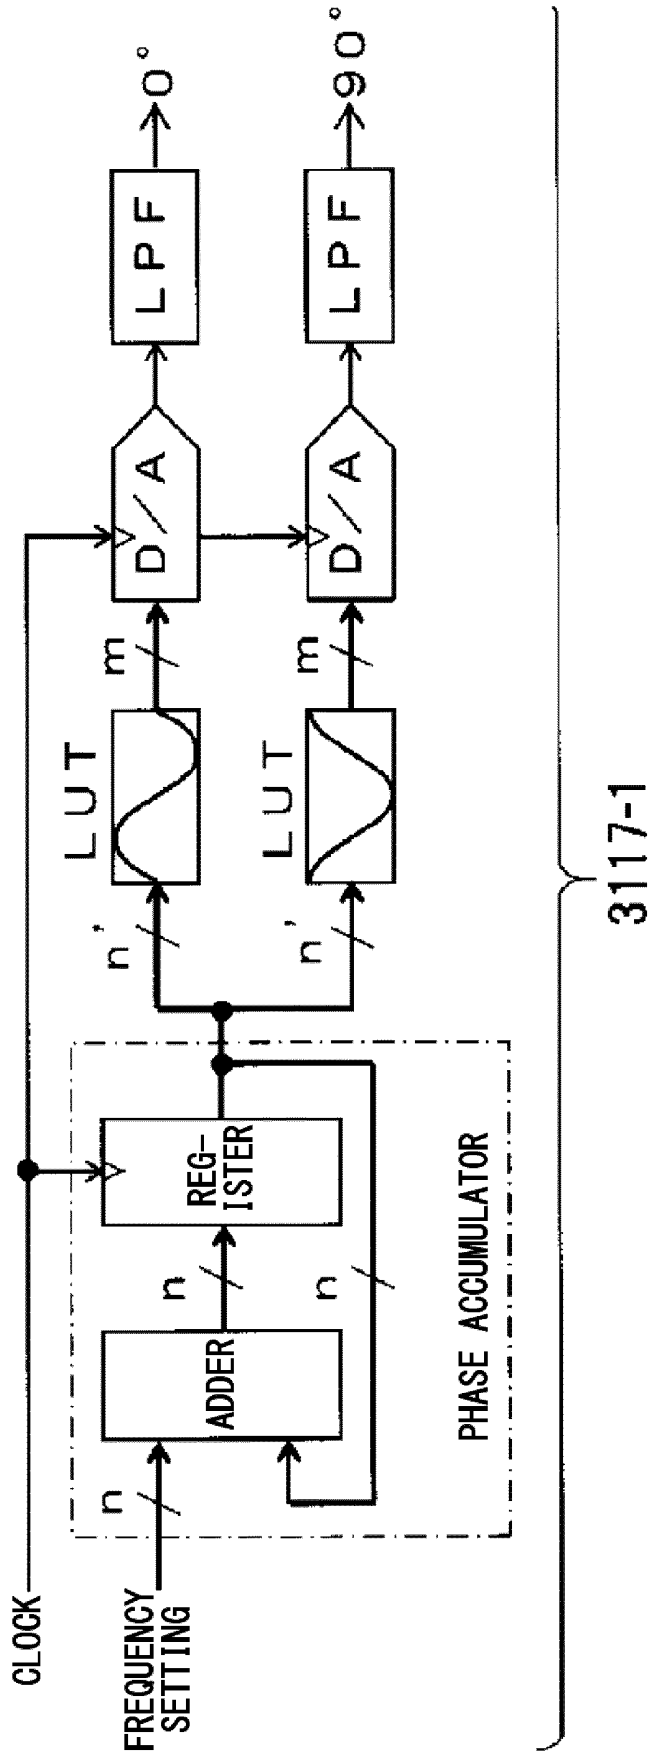 CLOCK
FREQUENCY
SETTING
n
ADDER
n
REG-
ISTER
n
PHASE ACCUMULATOR
n'
LUT
m
D/A
LPF
0°
n'
LUT
m
D/A
LPF
90°
3117-1